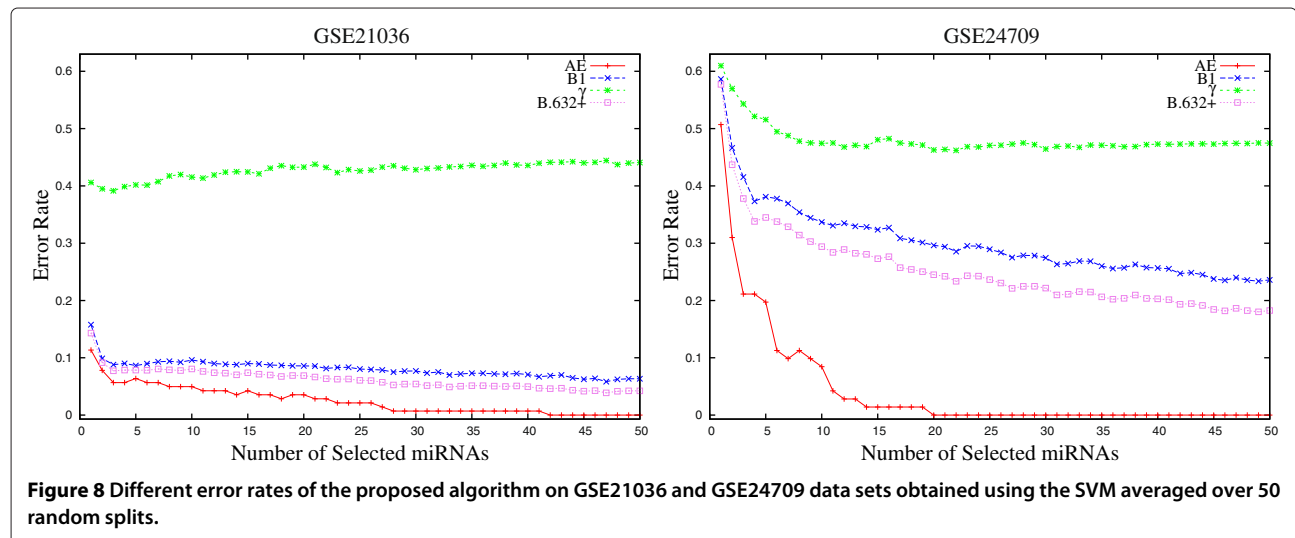 GSE21036
Error Rate
0.6
0.5
0.4
0.3
0.2
0.1
0
AE
B1
γ
B.632+
0 5 10 15 20 25 30 35 40 45 50
Number of Selected miRNAs
GSE24709
Error Rate
0.6
0.5
0.4
0.3
0.2
0.1
0
AE
B1
γ
B.632+
0 5 10 15 20 25 30 35 40 45 50
Number of Selected miRNAs
Figure 8 Different error rates of the proposed algorithm on GSE21036 and GSE24709 data sets obtained using the SVM averaged over 50
random splits.